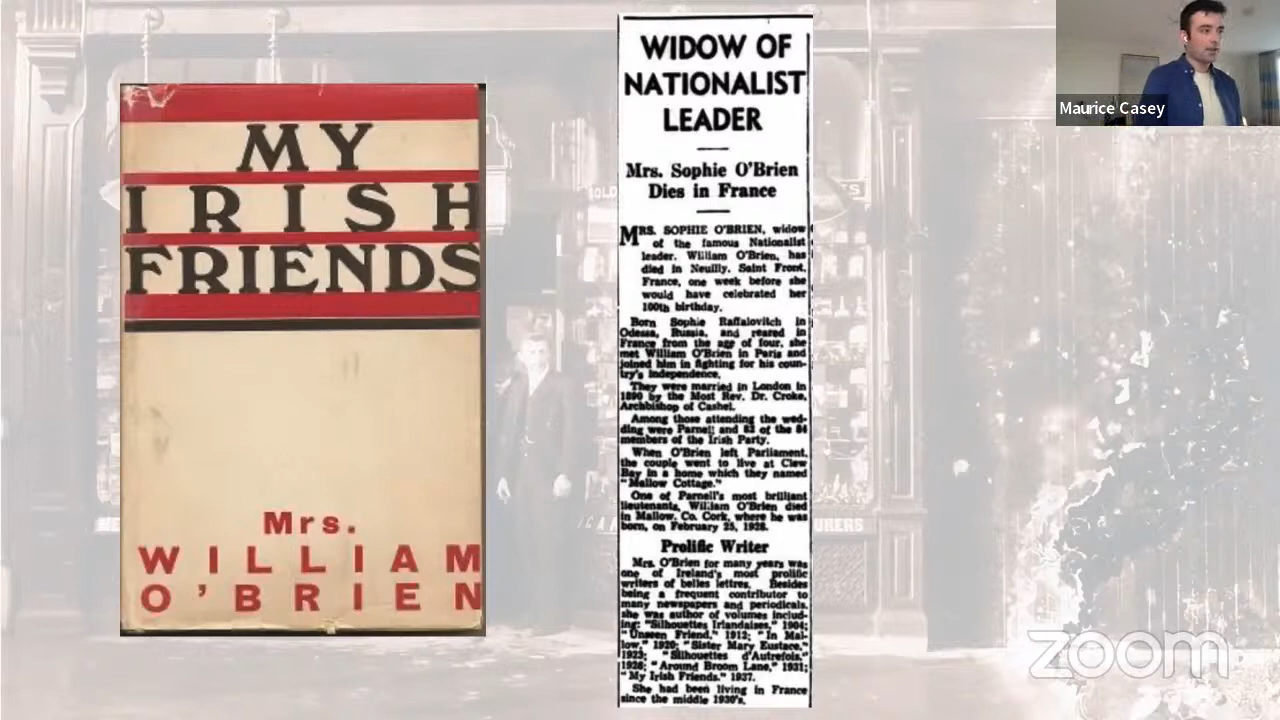 MY
IRISH
FRIENDS
Mrs.
WILLIAM
O'BRIEN
WIDOW OF
NATIONALIST
LEADER
Mrs. Sophie O'Brien
Dies in France
MRS. SOPHIE O'BRIEN, widow
of the famous Nationalist
leader, William O'Brien, has
died in Neuilly, Saint Front,
France, one week before she
would have celebrated her
100th birthday.
Born Sophie Raffalovitch in
Odessa, Russia, and reared in
France from the age of four, she
met William O'Brien in Paris and
joined him in fighting for his coun-
try's independence.
They were married in London in
1890 by the Most Rev. Dr. Croke,
Archbishop of Cashel.
Among those attending the wed-
ding were Parnell and 83 of the 84
members of the Irish Party.
When O'Brien left Parliament,
the couple went to live at Clew
Bay in a home which they named
"Mallow Cottage."
One of Parnell's most brilliant
lieutenants, William O'Brien died
in Mallow, Co. Cork, where he was
born, on February 25, 1928.
Prolific Writer
Mrs. O'Brien for many years was
one of Ireland's most prolific
writers of belles lettres. Besides
being a frequent contributor to
many newspapers and periodicals,
she was author of volumes includ-
ing: "Silhouettes Irlandaises," 1904;
"Unseen Friend," 1912; "In Mal-
low," 1920; "Sister Mary Eustace,"
1923; "Silhouettes d'Autrefois,"
1926; "Around Broom Lane," 1931;
"My Irish Friends," 1937.
She had been living in France
since the middle 1930's.
Maurice Casey
zoom